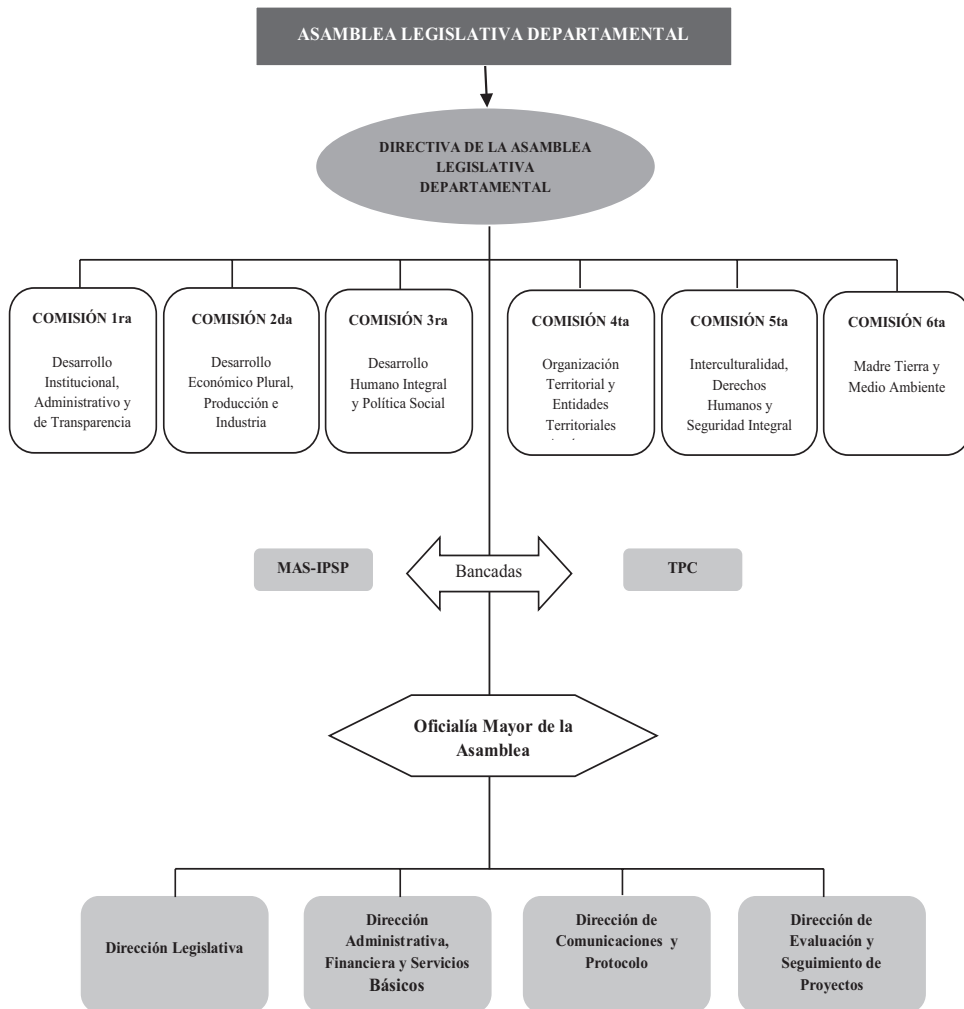 ASAMBLEA LEGISLATIVA DEPARTAMENTAL
DIRECTIVA DE LA ASAMBLEA
LEGISLATIVA
DEPARTAMENTAL
COMISIÓN 1ra
Desarrollo
Institucional,
Administrativo y
de Transparencia
COMISIÓN 2da
Desarrollo
Económico Plural,
Producción e
Industria
COMISIÓN 3ra
Desarrollo
Humano Integral
y Política Social
COMISIÓN 4ta
Organización
Territorial y
Entidades
Territoriales
COMISIÓN 5ta
Interculturalidad,
Derechos
Humanos y
Seguridad Integral
COMISIÓN 6ta
Madre Tierra y
Medio Ambiente
MAS-IPSP
Bancadas
TPC
Oficialía Mayor de la
Asamblea
Dirección Legislativa
Dirección
Administrativa,
Financiera y Servicios
Básicos
Dirección de
Comunicaciones y
Protocolo
Dirección de
Evaluación y
Seguimiento de
Proyectos